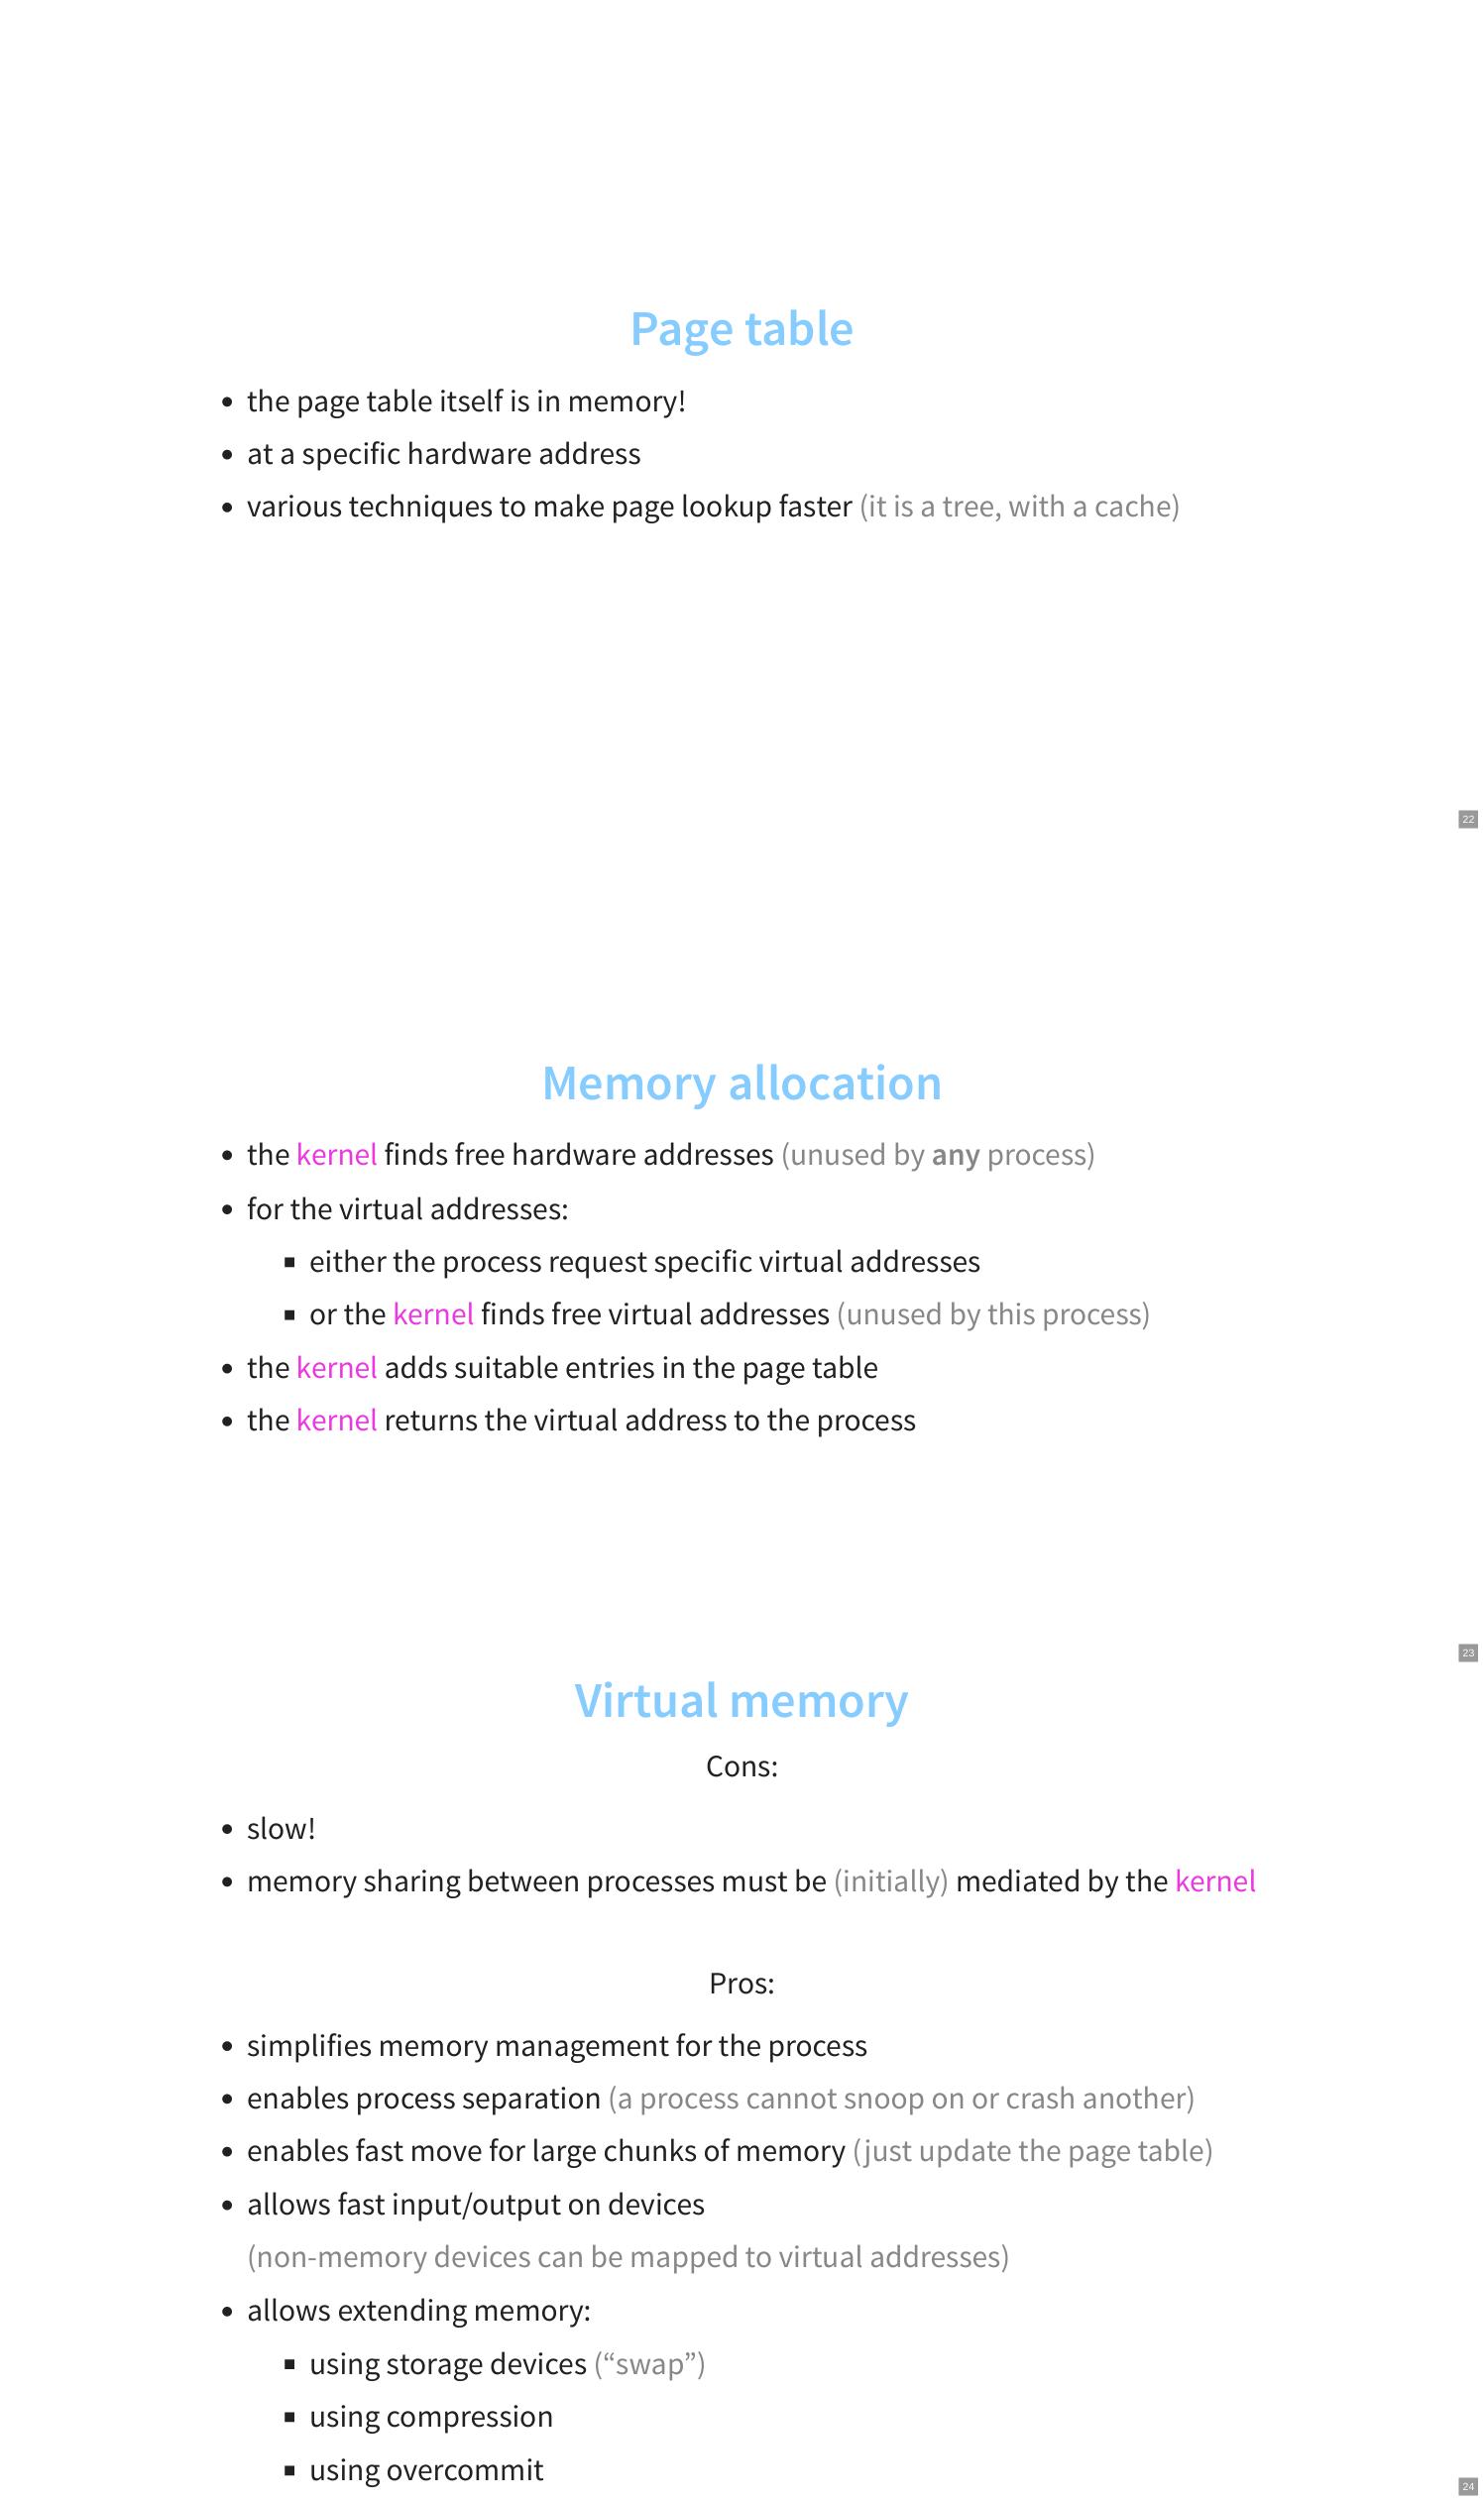 Page table
• the page table itself is in memory!
• at a specific hardware address
• various techniques to make page lookup faster (it is a tree, with a cache)
22
Memory allocation
• the kernel finds free hardware addresses (unused by any process)
• for the virtual addresses:
▪ either the process request specific virtual addresses
▪ or the kernel finds free virtual addresses (unused by this process)
• the kernel adds suitable entries in the page table
• the kernel returns the virtual address to the process
23
Virtual memory
Cons:
• slow!
• memory sharing between processes must be (initially) mediated by the kernel
Pros:
• simplifies memory management for the process
• enables process separation (a process cannot snoop on or crash another)
• enables fast move for large chunks of memory (just update the page table)
• allows fast input/output on devices
(non-memory devices can be mapped to virtual addresses)
• allows extending memory:
▪ using storage devices (“swap”)
▪ using compression
▪ using overcommit
24